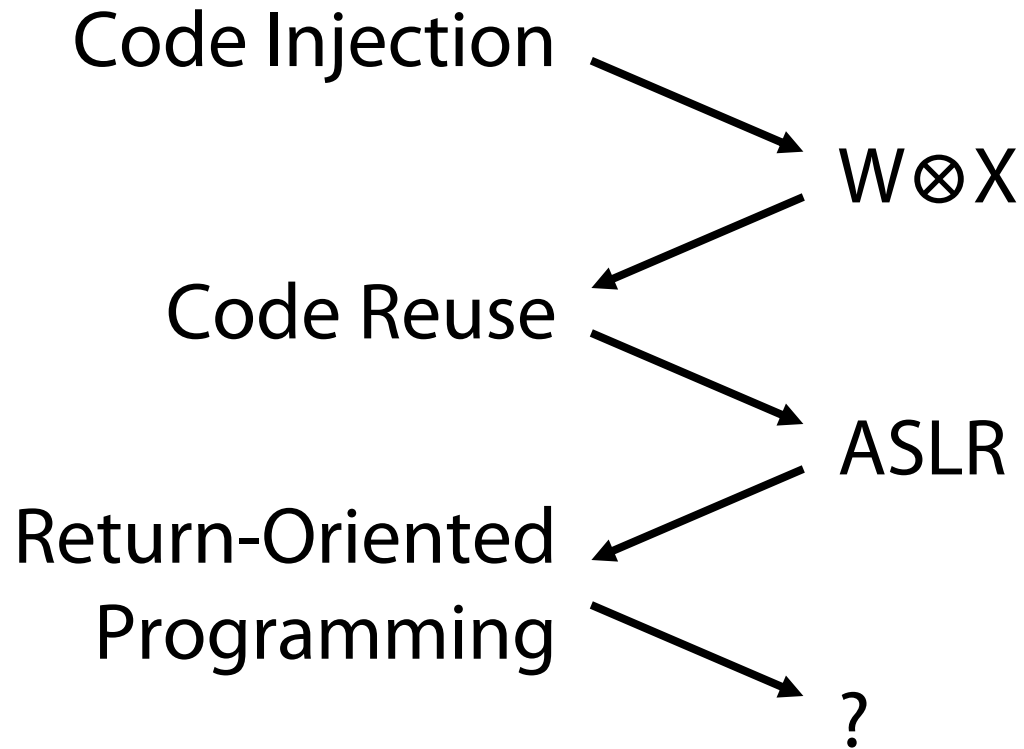 Code Injection
W⊗X
Code Reuse
ASLR
Return-Oriented
Programming
?